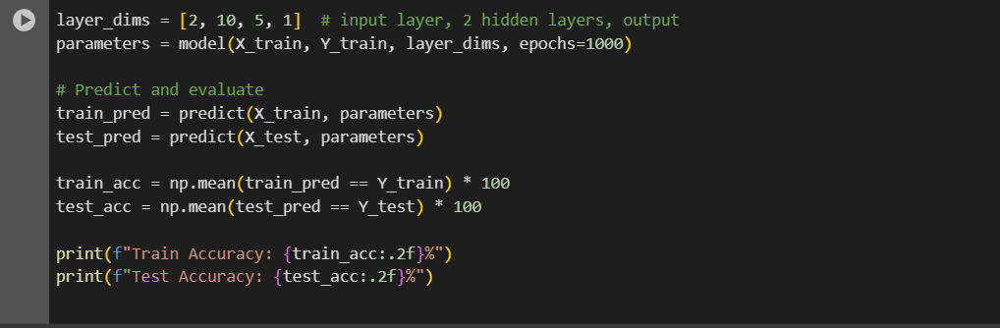 layer_dims = [2, 10, 5, 1]  # input layer, 2 hidden layers, output
parameters = model(X_train, Y_train, layer_dims, epochs=1000)
# Predict and evaluate
train_pred = predict(X_train, parameters)
test_pred = predict(X_test, parameters)
train_acc = np.mean(train_pred == Y_train) * 100
test_acc = np.mean(test_pred == Y_test) * 100
print(f"Train Accuracy: {train_acc:.2f}%")
print(f"Test Accuracy: {test_acc:.2f}%")